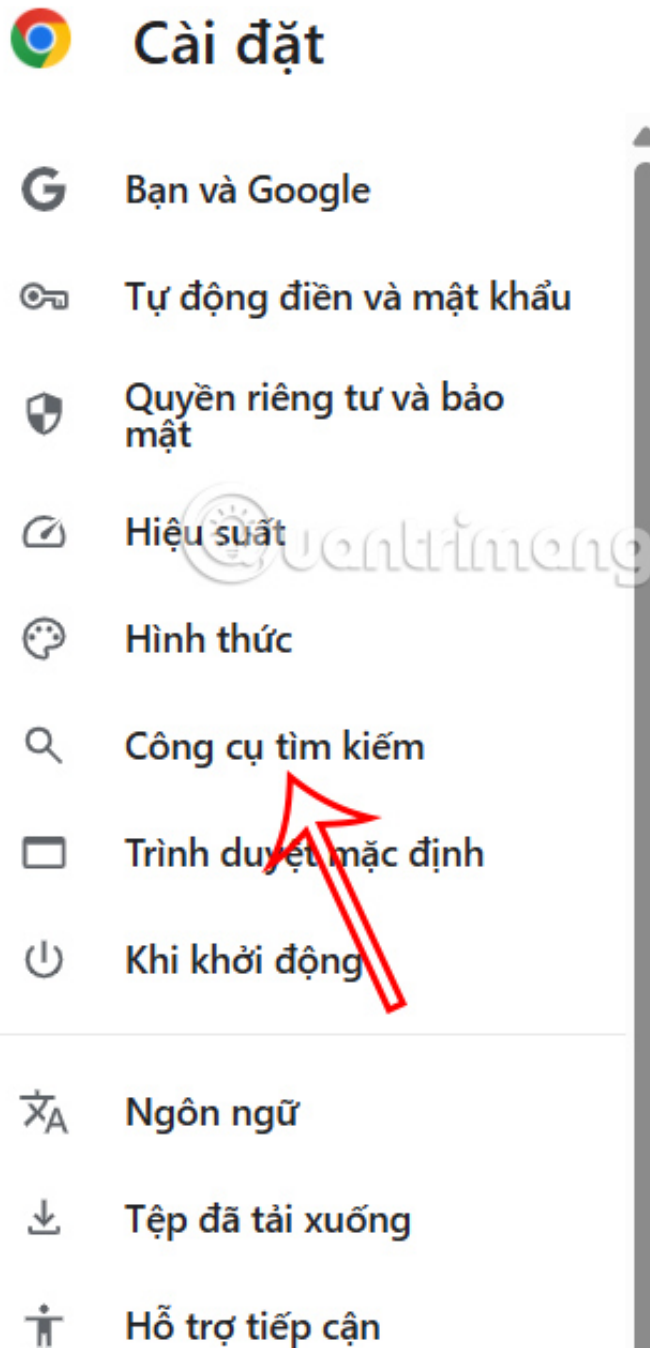 Cài đặt
Bạn và Google
Tự động điền và mật khẩu
Quyền riêng tư và bảo
mật
Hiệu suất
uantrimang
Hình thức
Công cụ tìm kiếm
Trình duyệt mặc định
Khi khởi động
Ngôn ngữ
Tệp đã tải xuống
Hỗ trợ tiếp cận